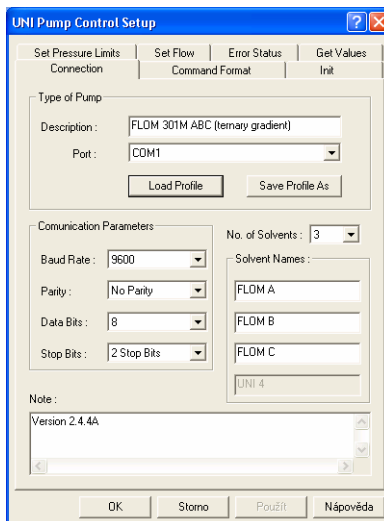 UNI Pump Control Setup
Set Pressure Limits Set Flow Error Status Get Values
Connection Command Format Init
Type of Pump
Description : FLOM 301M ABC (ternary gradient)
Port : COM1
Load Profile Save Profile As
Comunication Parameters
No. of Solvents : 3
Baud Rate : 9600
Solvent Names :
Parity : No Parity
FLOM A
Data Bits : 8
FLOM B
Stop Bits : 2 Stop Bits
FLOM C
UNI 4
Note :
Version 2.4.4A
OK Storno Použít Nápověda